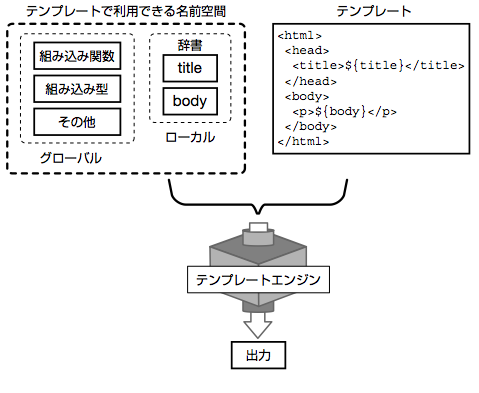 テンプレートで利用できる名前空間
組み込み関数
組み込み型
その他
グローバル
辞書
title
body
ローカル
テンプレート
<html>
<head>
<title>${title}</title>
</head>
<body>
<p>${body}</p>
</body>
</html>
テンプレートエンジン
出力